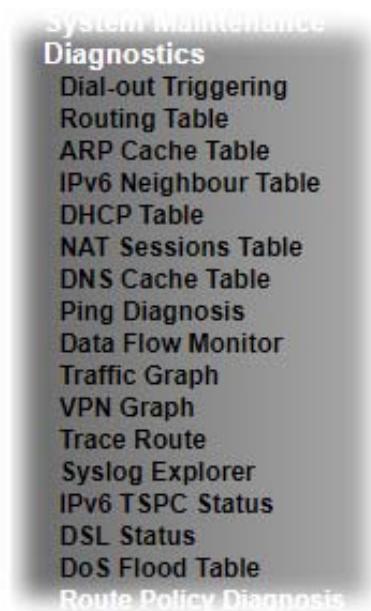 System Maintenance
Diagnostics
Dial-out Triggering
Routing Table
ARP Cache Table
IPv6 Neighbour Table
DHCP Table
NAT Sessions Table
DNS Cache Table
Ping Diagnosis
Data Flow Monitor
Traffic Graph
VPN Graph
Trace Route
Syslog Explorer
IPv6 TSPC Status
DSL Status
DoS Flood Table
Route Policy Diagnosis